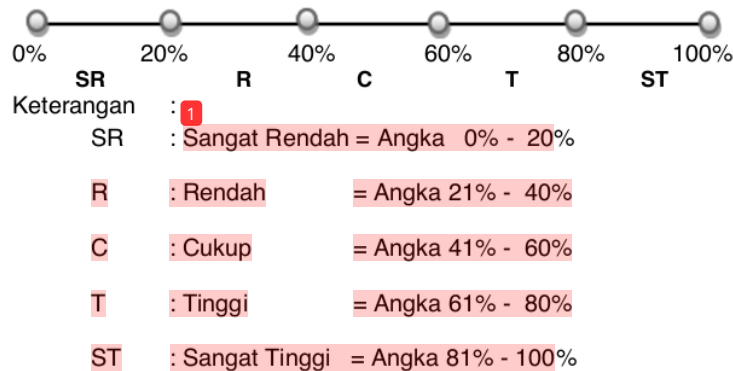 0% 20% 40% 60% 80% 100%
SR R C T ST
Keterangan :
1
SR : Sangat Rendah = Angka 0% - 20%
R : Rendah = Angka 21% - 40%
C : Cukup = Angka 41% - 60%
T : Tinggi = Angka 61% - 80%
ST : Sangat Tinggi = Angka 81% - 100%